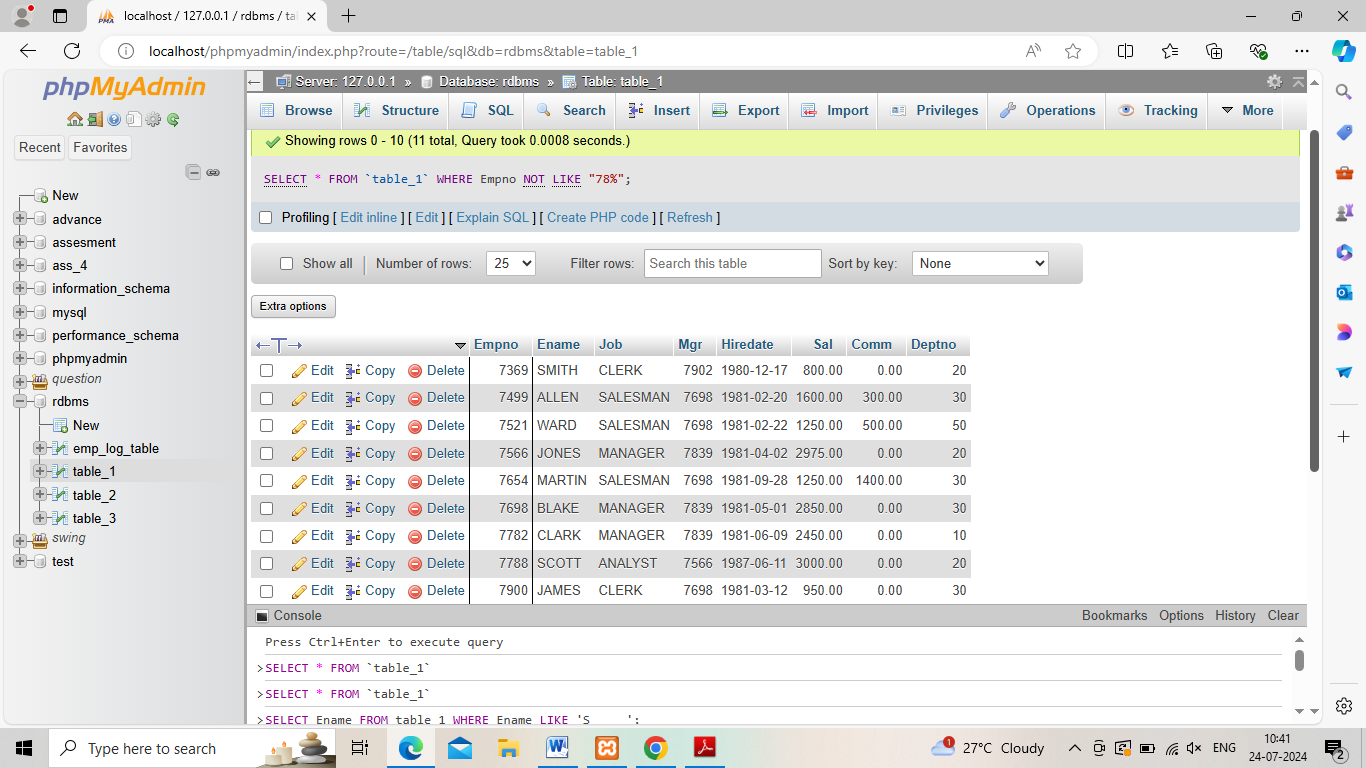 localhost / 127.0.0.1 / rdbms / ta
localhost/phpmyadmin/index.php?route=/table/sql&db=rdbms&table=table_1
phpMyAdmin
Recent Favorites
New
advance
assesment
ass_4
information_schema
mysql
performance_schema
phpmyadmin
question
rdbms
New
emp_log_table
table_1
table_2
table_3
swing
test
Server: 127.0.0.1 » Database: rdbms » Table: table_1
Browse Structure SQL Search Insert Export Import Privileges Operations Tracking More
Showing rows 0 - 10 (11 total, Query took 0.0008 seconds.)
SELECT * FROM `table_1` WHERE Empno NOT LIKE "78%";
Profiling [ Edit inline ] [ Edit ] [ Explain SQL ] [ Create PHP code ] [ Refresh ]
Show all Number of rows: 25 Filter rows: Search this table Sort by key: None
Extra options
Empno Ename Job Mgr Hiredate Sal Comm Deptno
Edit Copy Delete 7369 SMITH CLERK 7902 1980-12-17 800.00 0.00 20
Edit Copy Delete 7499 ALLEN SALESMAN 7698 1981-02-20 1600.00 300.00 30
Edit Copy Delete 7521 WARD SALESMAN 7698 1981-02-22 1250.00 500.00 50
Edit Copy Delete 7566 JONES MANAGER 7839 1981-04-02 2975.00 0.00 20
Edit Copy Delete 7654 MARTIN SALESMAN 7698 1981-09-28 1250.00 1400.00 30
Edit Copy Delete 7698 BLAKE MANAGER 7839 1981-05-01 2850.00 0.00 30
Edit Copy Delete 7782 CLARK MANAGER 7839 1981-06-09 2450.00 0.00 10
Edit Copy Delete 7788 SCOTT ANALYST 7566 1987-06-11 3000.00 0.00 20
Edit Copy Delete 7900 JAMES CLERK 7698 1981-03-12 950.00 0.00 30
Console Bookmarks Options History Clear
Press Ctrl+Enter to execute query
>SELECT * FROM `table_1`
>SELECT * FROM `table_1`
>SELECT Ename FROM table_1 WHERE Ename LIKE 'S____';
Type here to search
1 27°C Cloudy ENG 10:41
24-07-2024
2